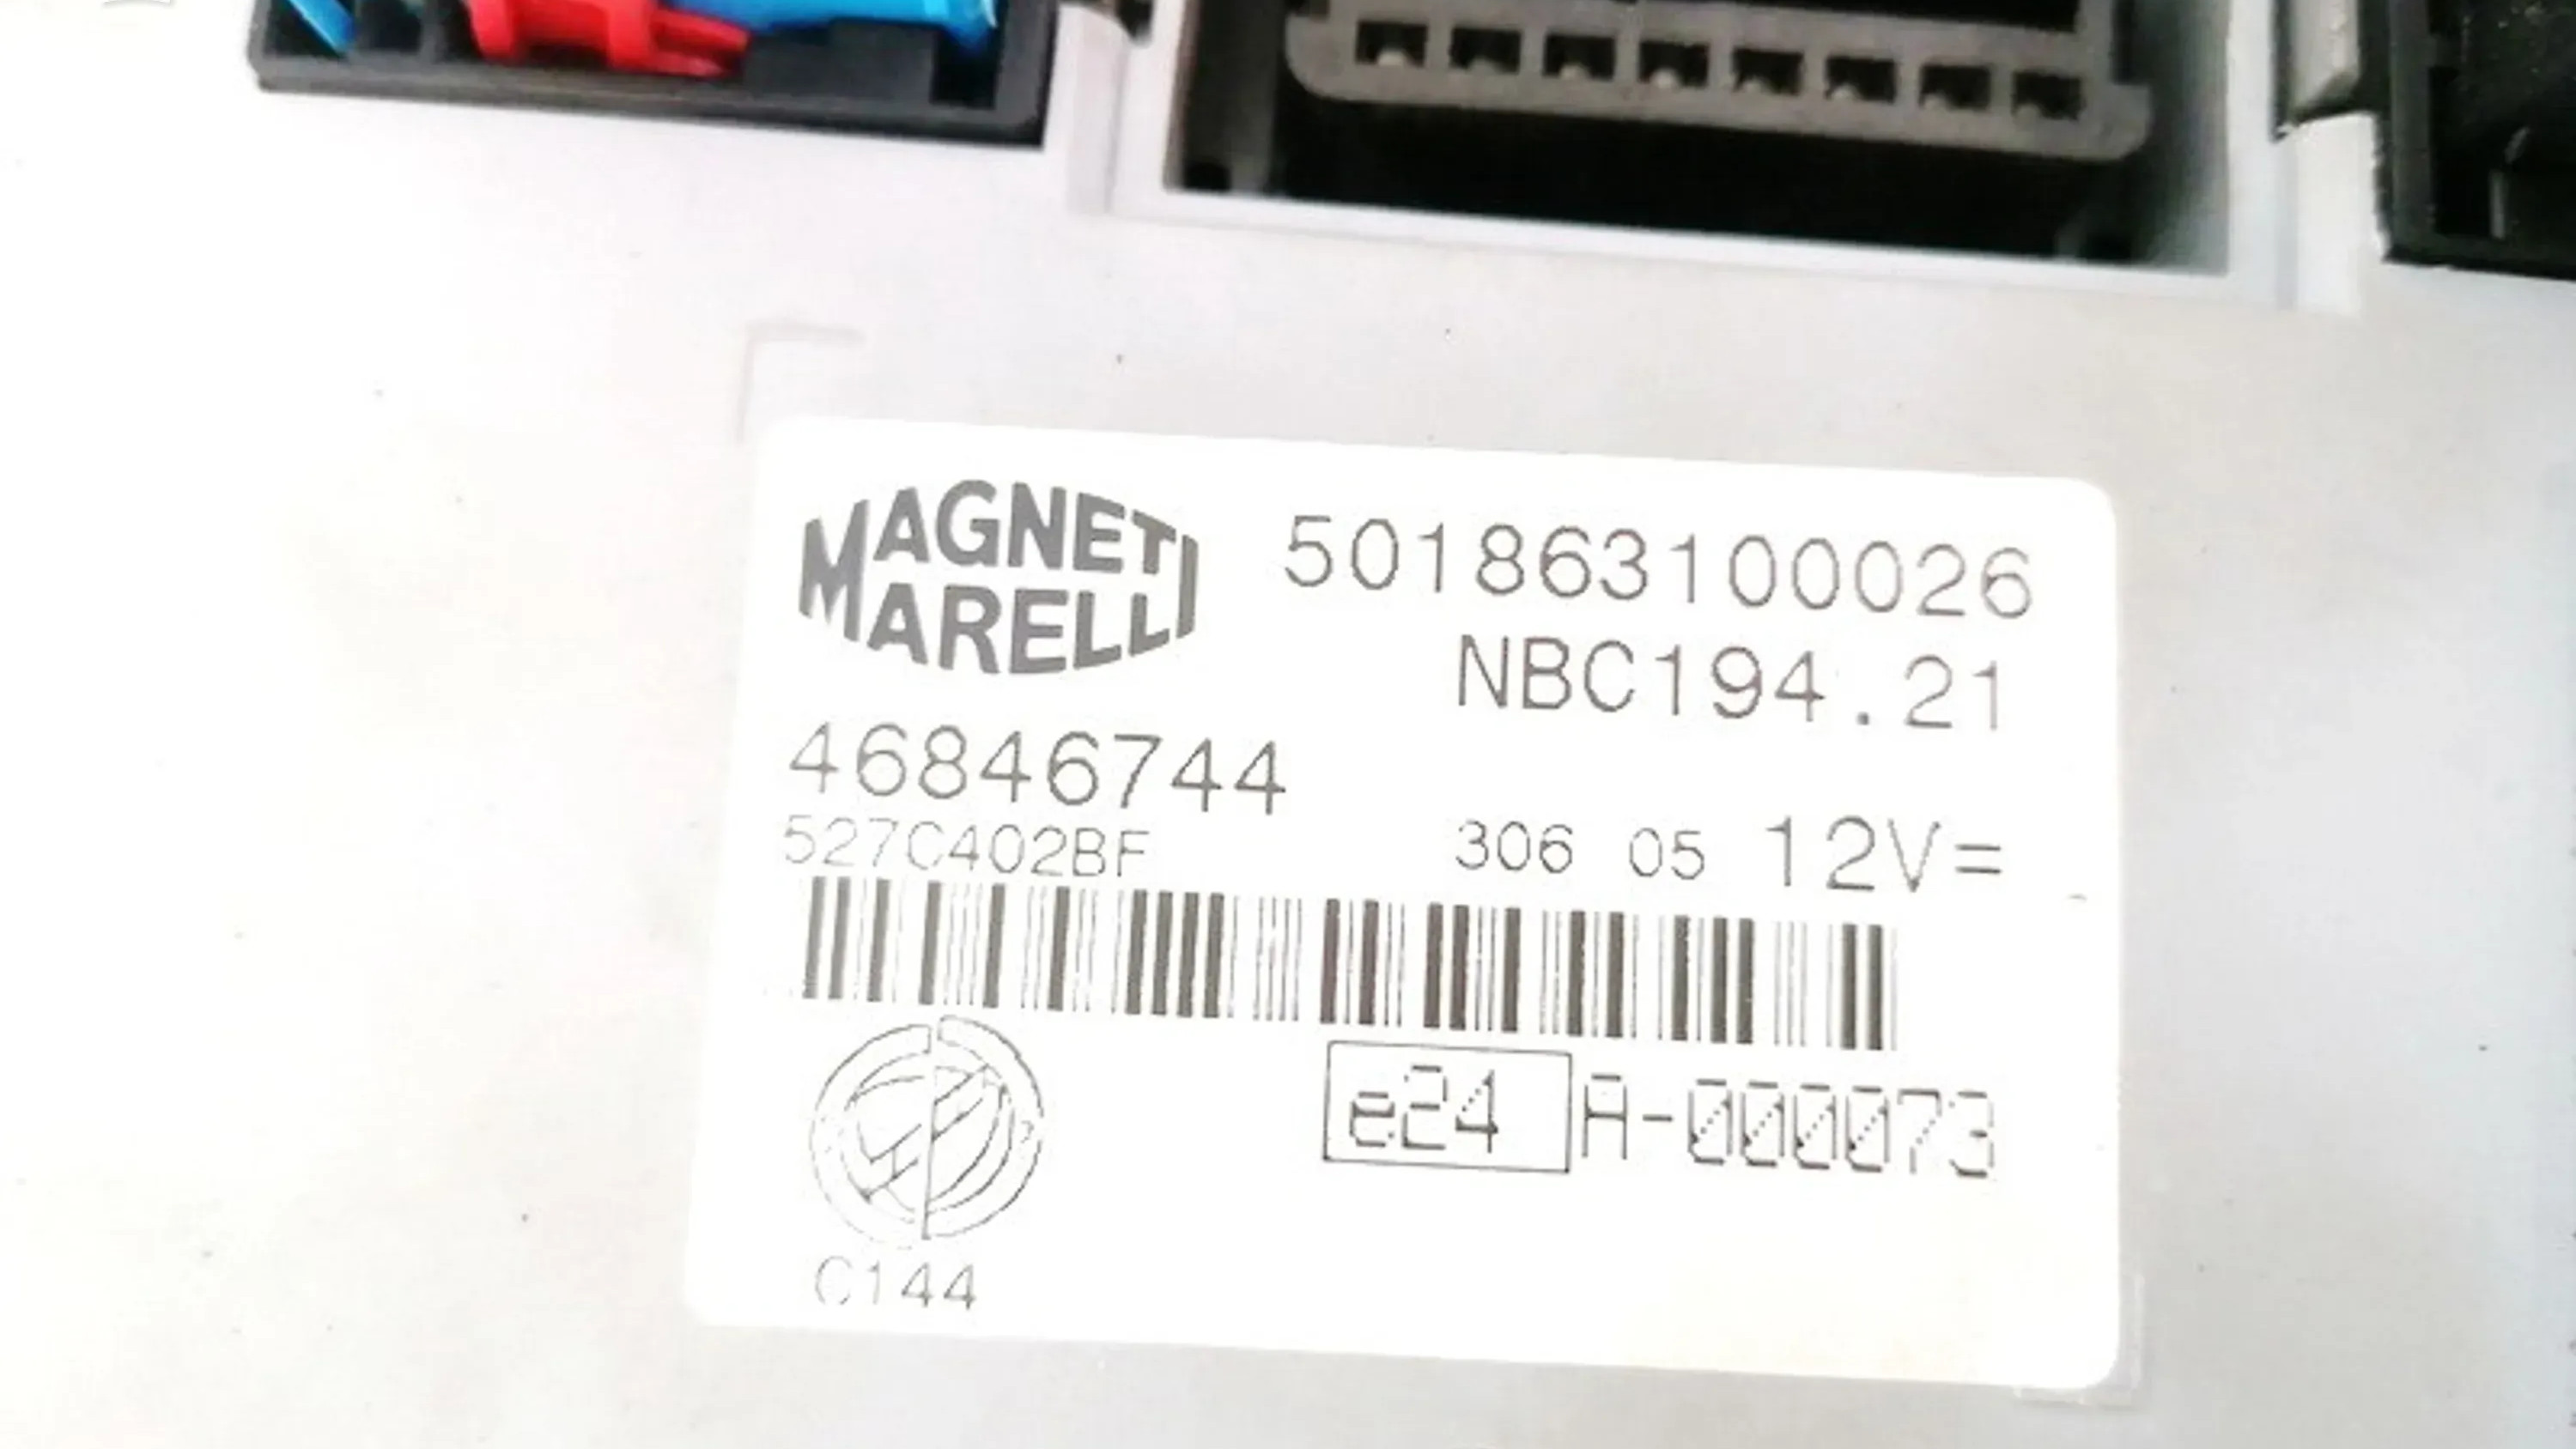 MAGNETI
MARELLI
501863100026
NBC194.21
46846744
527C402BF
306 05 12V=
e24 A-000073
C144